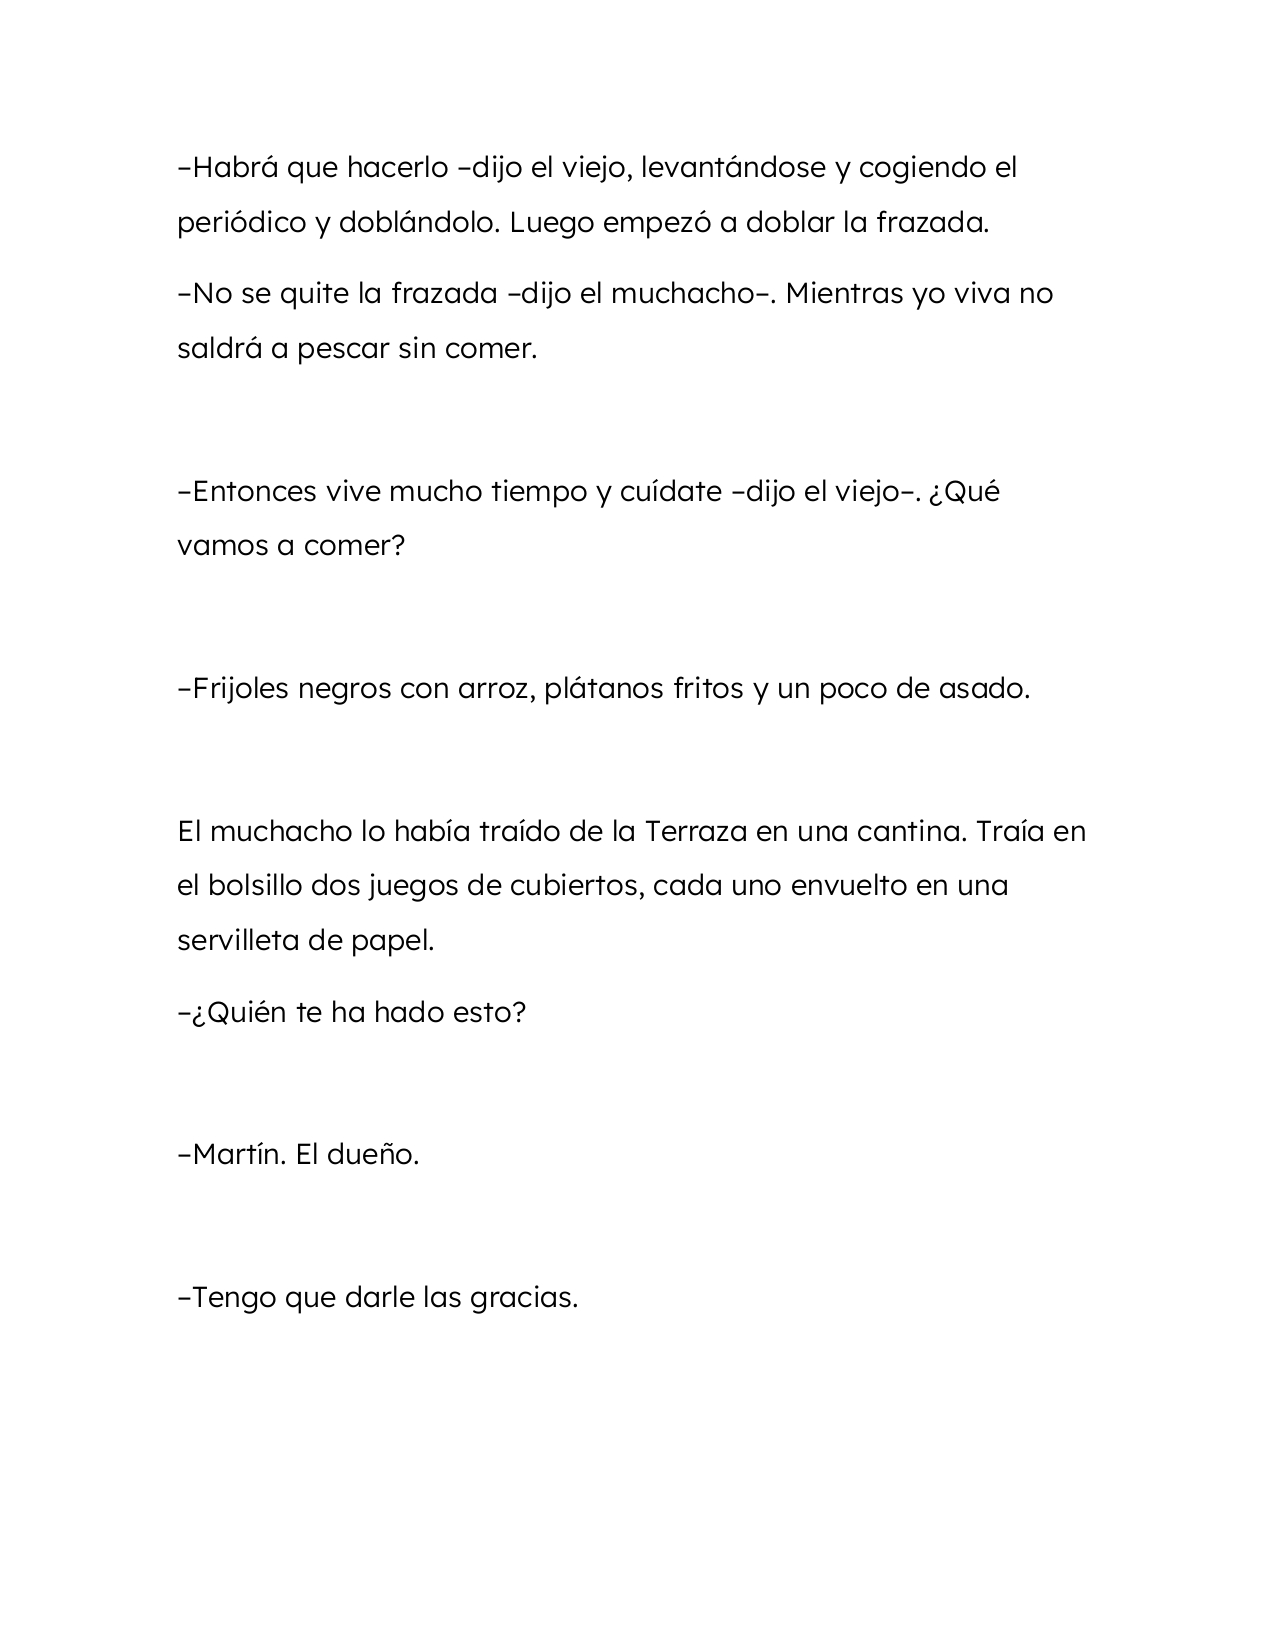 –Habrá que hacerlo –dijo el viejo, levantándose y cogiendo el
periódico y doblándolo. Luego empezó a doblar la frazada.
–No se quite la frazada –dijo el muchacho–. Mientras yo viva no
saldrá a pescar sin comer.
–Entonces vive mucho tiempo y cuídate –dijo el viejo–. ¿Qué
vamos a comer?
–Frijoles negros con arroz, plátanos fritos y un poco de asado.
El muchacho lo había traído de la Terraza en una cantina. Traía en
el bolsillo dos juegos de cubiertos, cada uno envuelto en una
servilleta de papel.
–¿Quién te ha hado esto?
–Martín. El dueño.
–Tengo que darle las gracias.